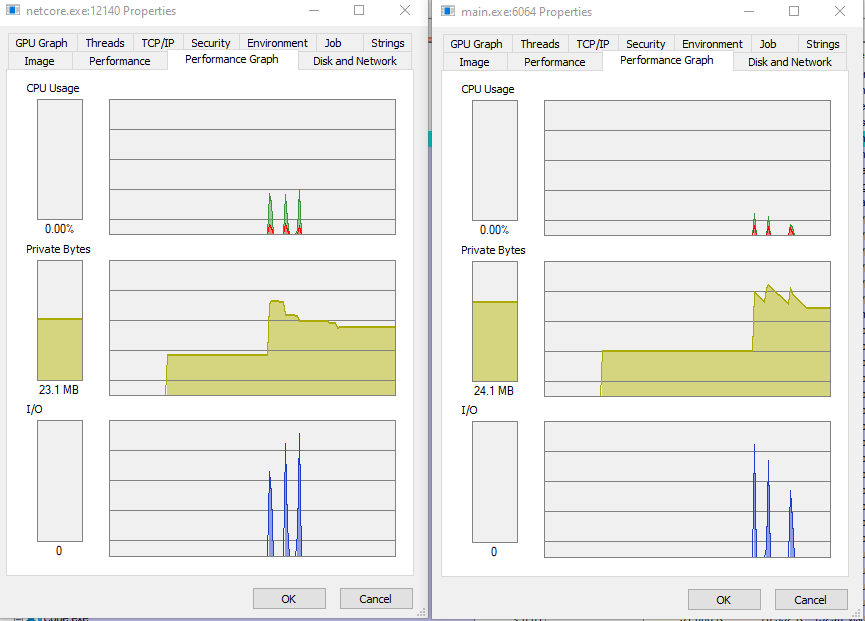 netcore.exe:12140 Properties
GPU Graph Threads TCP/IP Security Environment Job Strings
Image Performance Performance Graph Disk and Network
CPU Usage
0.00%
Private Bytes
23.1 MB
I/O
0
OK Cancel
main.exe:6064 Properties
GPU Graph Threads TCP/IP Security Environment Job Strings
Image Performance Performance Graph Disk and Network
CPU Usage
0.00%
Private Bytes
24.1 MB
I/O
0
OK Cancel